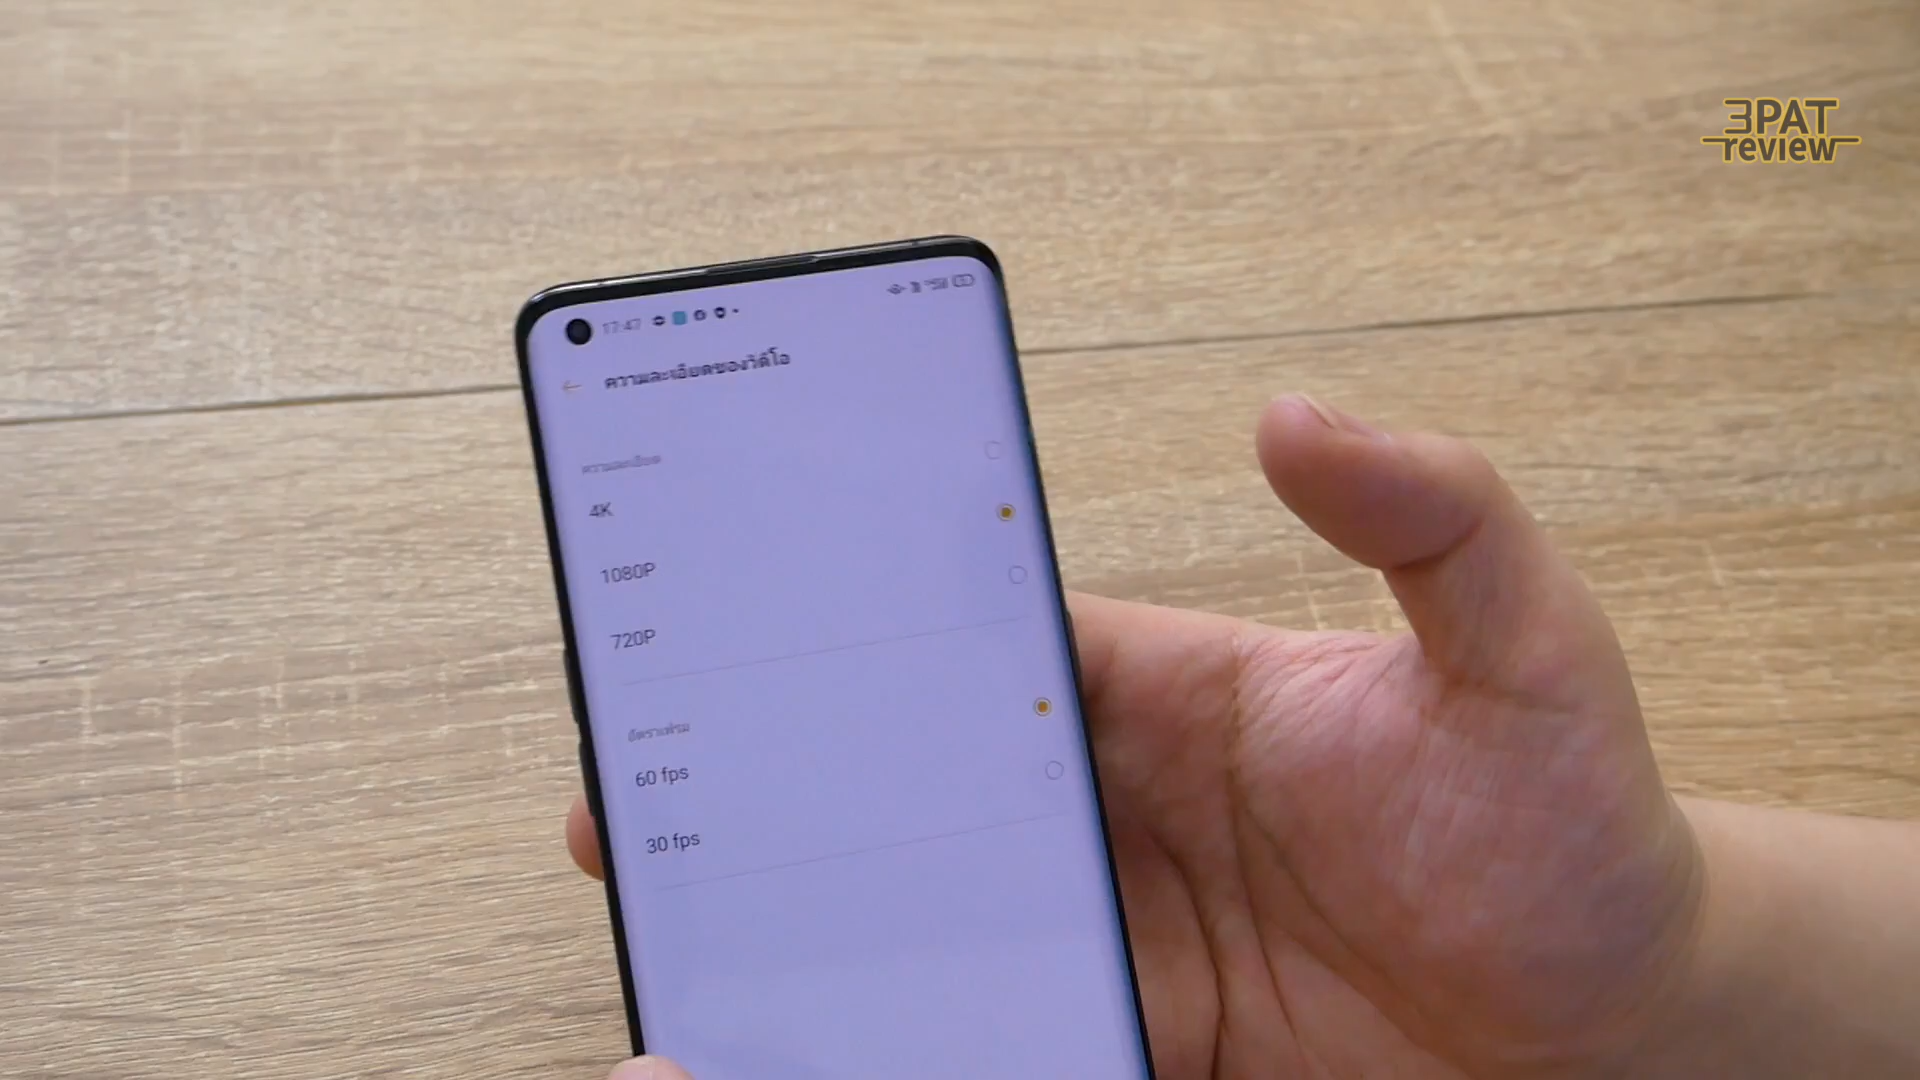 3PAT
review
17:47
ความละเอียดของวิดีโอ
ความละเอียด
4K
1080P
720P
อัตราเฟรม
60 fps
30 fps